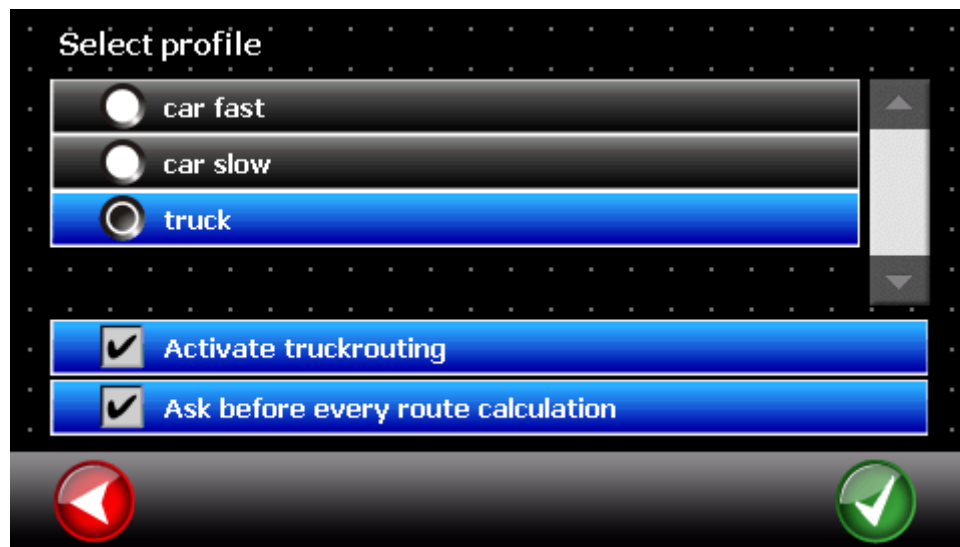 Select profile
car fast
car slow
truck
Activate truckrouting
Ask before every route calculation